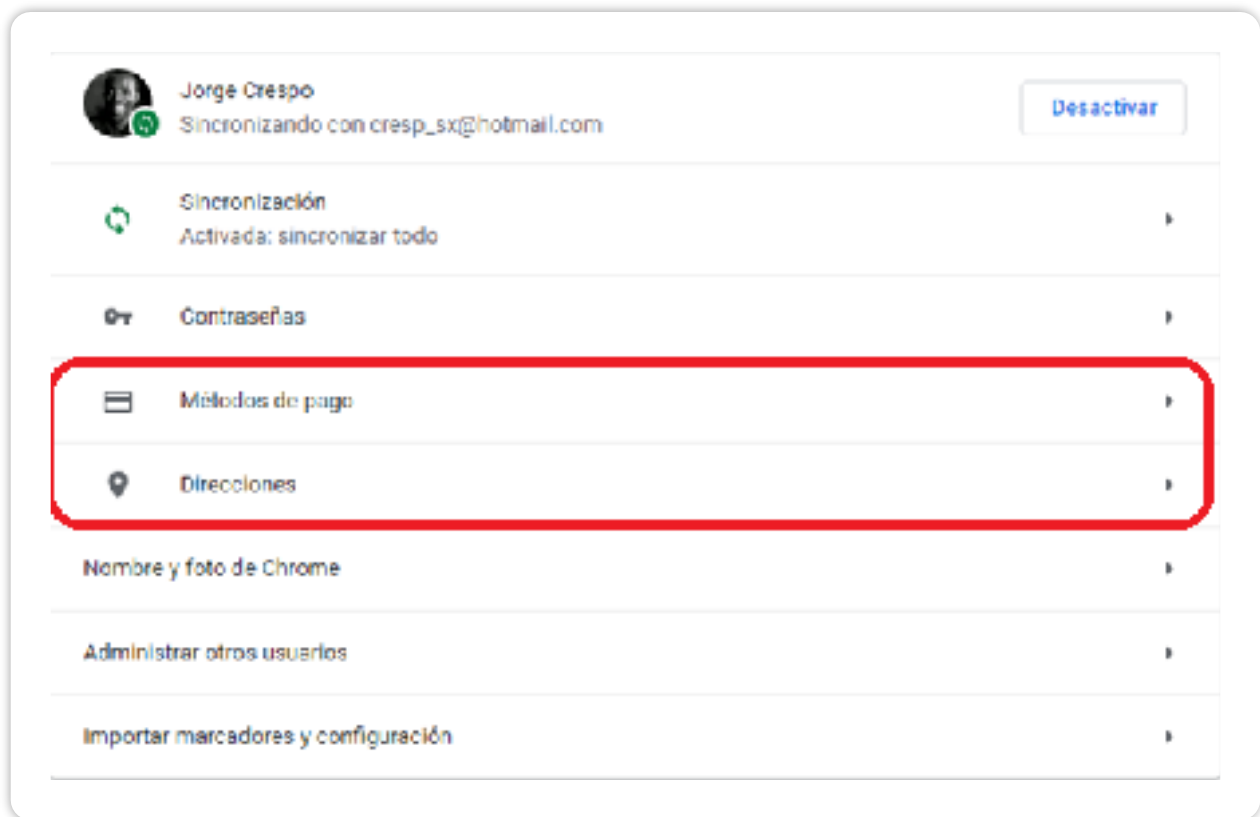 Jorge Crespo
Desactivar
Sincronizando con cresp_sx@hotmail.com
Sincronización
Activada: sincronizar todo
Contraseñas
Métodos de pago
Direcciones
Nombre y foto de Chrome
Administrar otros usuarios
Importar marcadores y configuración